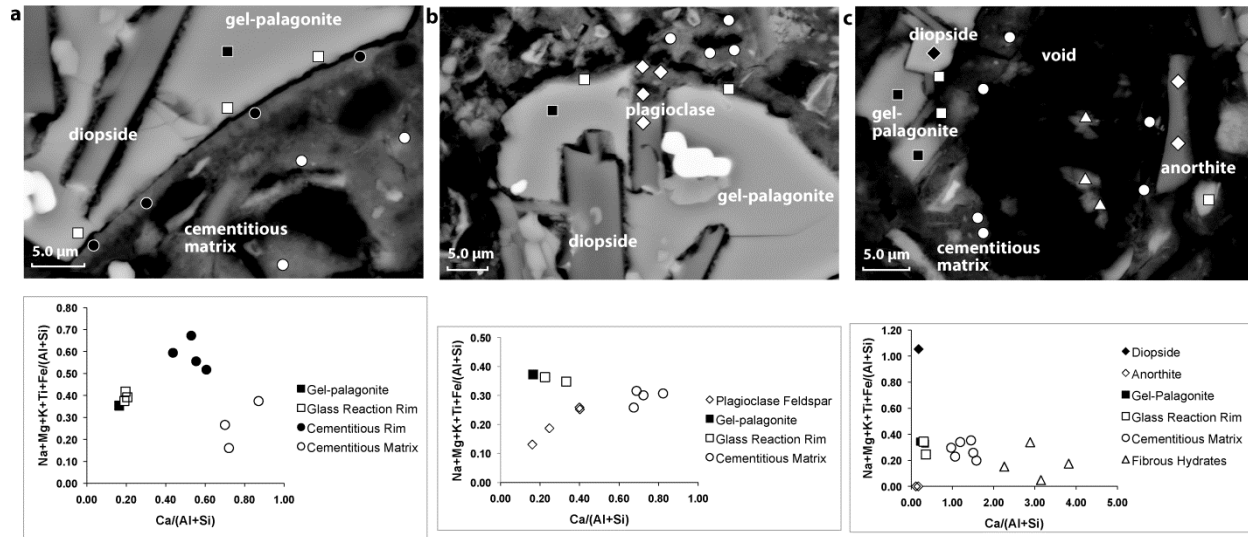 a
gel-palagonite
diopside
cementitious
matrix
5.0 µm
b
plagioclase
gel-palagonite
diopside
5.0 µm
c
diopside
void
gel-
palagonite
anorthite
cementitious
matrix
5.0 µm
Na+Mg+K+Ti+Fe/(Al+Si)
0.80
0.70
0.60
0.50
0.40
0.30
0.20
0.10
0.00
0.00 0.20 0.40 0.60 0.80 1.00
Ca/(Al+Si)
Gel-palagonite
Glass Reaction Rim
Cementitious Rim
Cementitious Matrix
Na+Mg+K+Ti+Fe/(Al+Si)
0.50
0.40
0.30
0.20
0.10
0.00
0.00 0.20 0.40 0.60 0.80 1.00
Ca/(Al+Si)
Plagioclase Feldspar
Gel-palagonite
Glass Reaction Rim
Cementitious Matrix
Na+Mg+K+Ti+Fe/(Al+Si)
1.20
1.00
0.80
0.60
0.40
0.20
0.00
0.00 1.00 2.00 3.00 4.00 5.00
Ca/(Al+Si)
Diopside
Anorthite
Gel-Palagonite
Glass Reaction Rim
Cementitious Matrix
Fibrous Hydrates